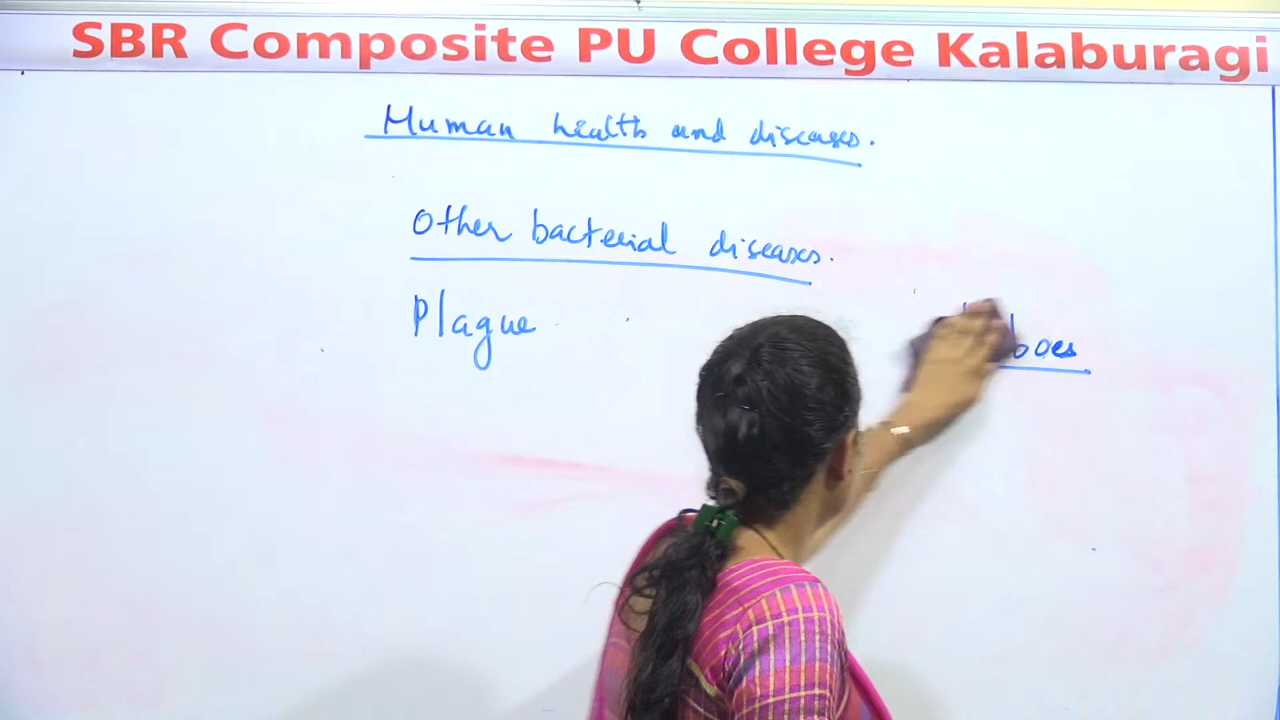 SBR Composite PU College Kalaburagi
Human health and diseases.
Other bacterial diseases.
Plague